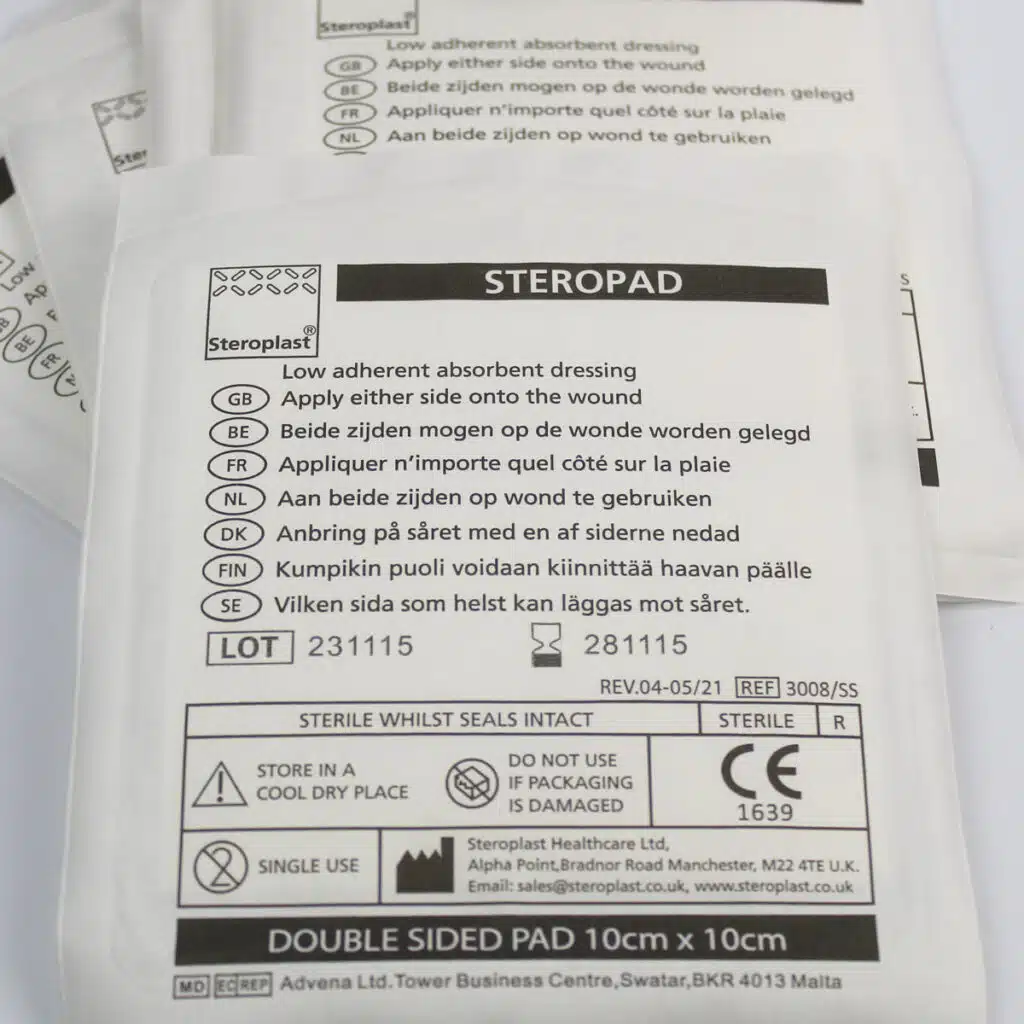 Steroplast®
Low adherent absorbent dressing
GB Apply either side onto the wound
BE Beide zijden mogen op de wonde worden gelegd
FR Appliquer n'importe quel côté sur la plaie
NL Aan beide zijden op wond te gebruiken
Ster
Low
Ap
F
BE
FR
S
STEROPAD
Steroplast®
Low adherent absorbent dressing
GB Apply either side onto the wound
BE Beide zijden mogen op de wonde worden gelegd
FR Appliquer n'importe quel côté sur la plaie
NL Aan beide zijden op wond te gebruiken
DK Anbring på såret med en af siderne nedad
FIN Kumpikin puoli voidaan kiinnittää haavan päälle
SE Vilken sida som helst kan läggas mot såret.
LOT 231115 281115
REV.04-05/21 REF 3008/SS
STERILE WHILST SEALS INTACT STERILE R
STORE IN A
COOL DRY PLACE
DO NOT USE
IF PACKAGING
IS DAMAGED
CE
1639
2 SINGLE USE
Steroplast Healthcare Ltd,
Alpha Point,Bradnor Road Manchester, M22 4TE U.K.
Email: sales@steroplast.co.uk, www.steroplast.co.uk
DOUBLE SIDED PAD 10cm x 10cm
MD EC REP Advena Ltd.Tower Business Centre,Swatar,BKR 4013 Malta